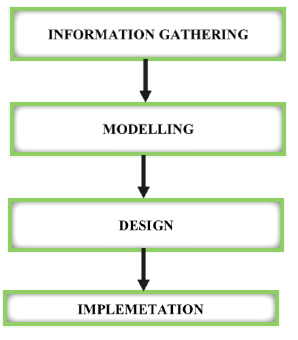 INFORMATION GATHERING
MODELLING
DESIGN
IMPLEMETATION